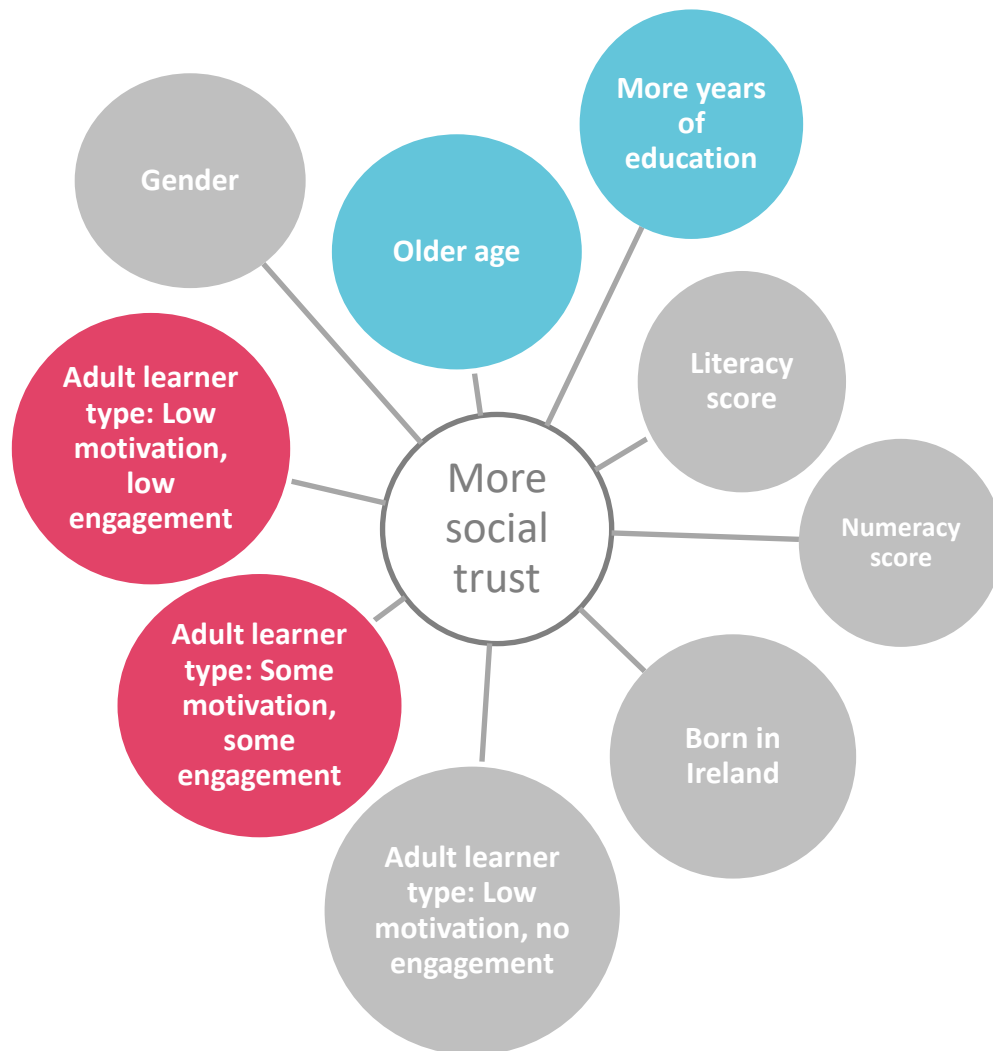 More years
of
education
Gender
Older age
Literacy
score
Adult learner
type: Low
motivation,
low
engagement
More
social
trust
Numeracy
score
Adult learner
type: Some
motivation,
some
engagement
Born in
Ireland
Adult learner
type: Low
motivation, no
engagement